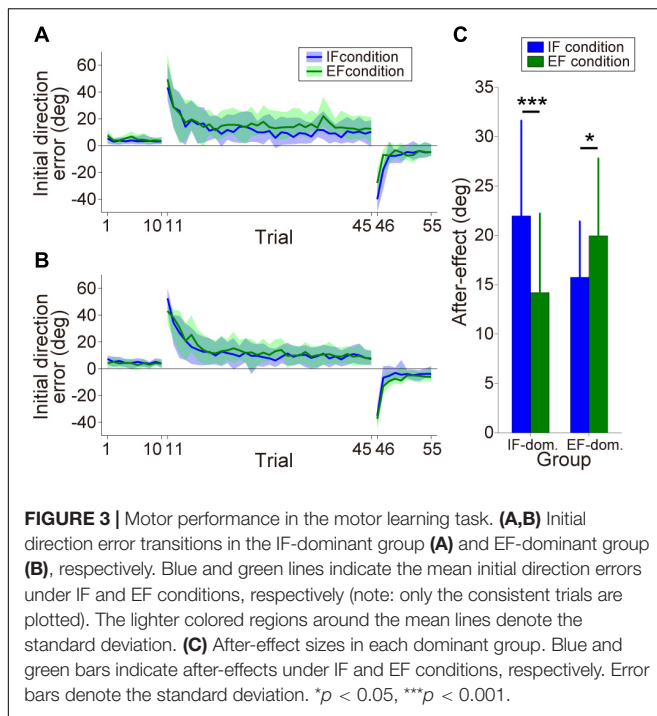 A
IFcondition
EFcondition
60
40
20
0
-20
-40
Initial direction
error (deg)
1
10 11
Trial
45 46
55
B
60
40
20
0
-20
-40
Initial direction
error (deg)
1
10 11
Trial
45 46
55
C
IF condition
EF condition
35
30
25
20
15
10
5
0
After-effect (deg)
***
*
IF-dom. EF-dom.
Group
FIGURE 3 | Motor performance in the motor learning task. (A,B) Initial
direction error transitions in the IF-dominant group (A) and EF-dominant group
(B), respectively. Blue and green lines indicate the mean initial direction errors
under IF and EF conditions, respectively (note: only the consistent trials are
plotted). The lighter colored regions around the mean lines denote the
standard deviation. (C) After-effect sizes in each dominant group. Blue and
green bars indicate after-effects under IF and EF conditions, respectively. Error
bars denote the standard deviation. *p < 0.05, ***p < 0.001.